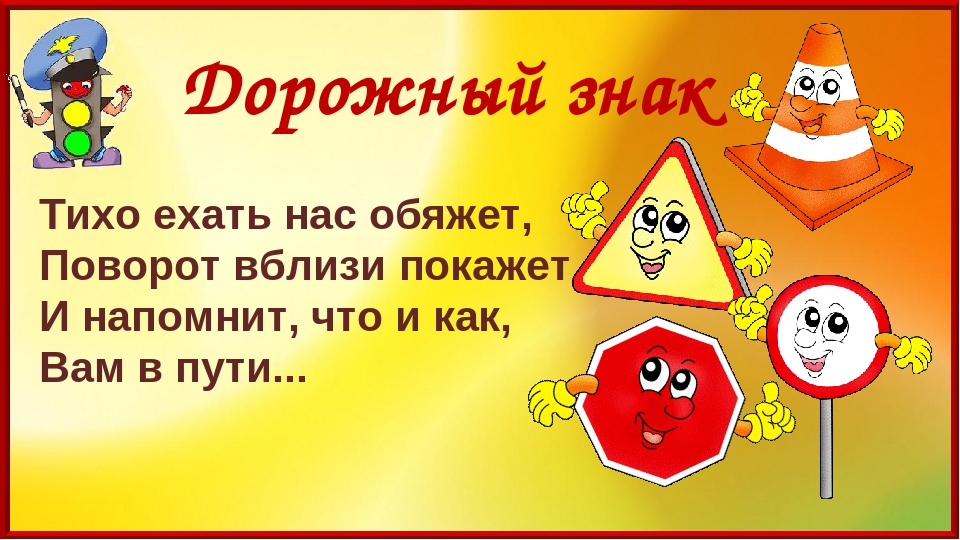 Дорожный знак
Тихо ехать нас обяжет,
Поворот вблизи покажет
И напомнит, что и как,
Вам в пути...